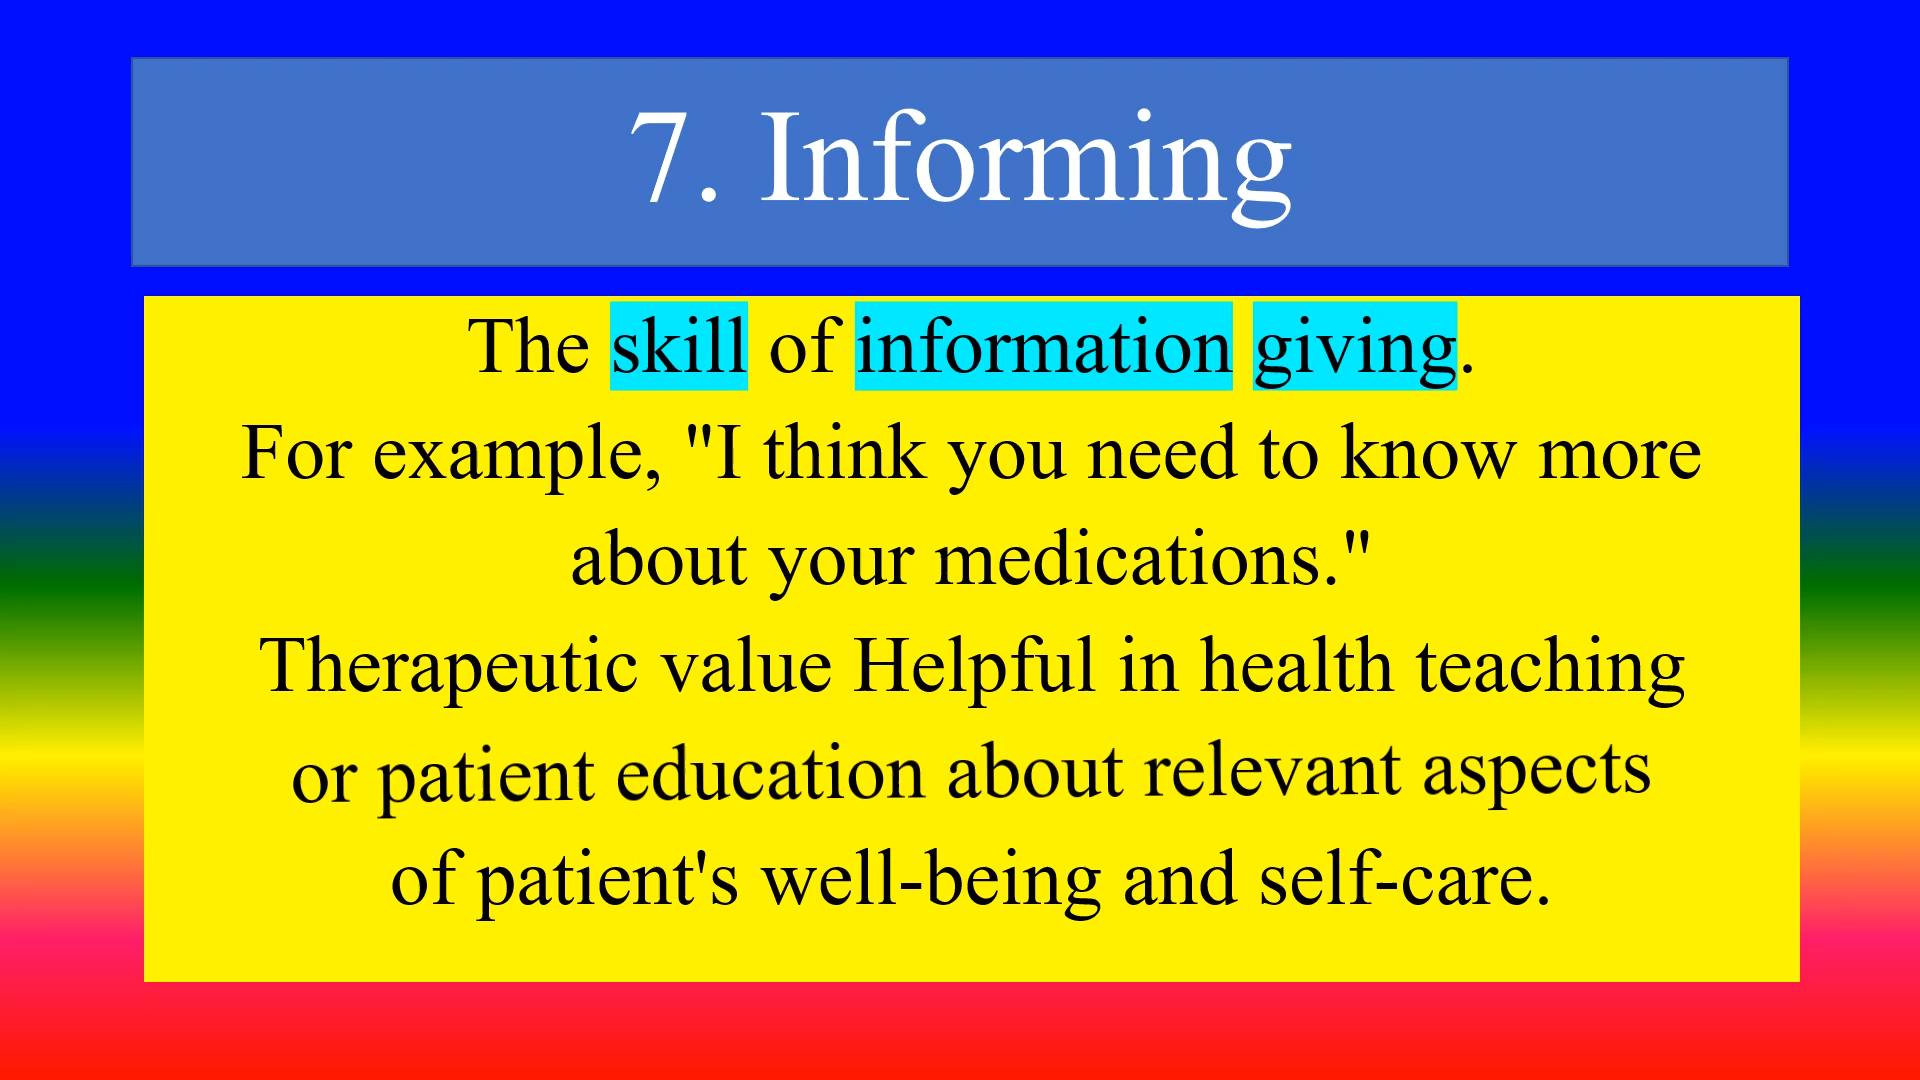 7. Informing
The skill of information giving.
For example, "I think you need to know more
about your medications."
Therapeutic value Helpful in health teaching
or patient education about relevant aspects
of patient's well-being and self-care.